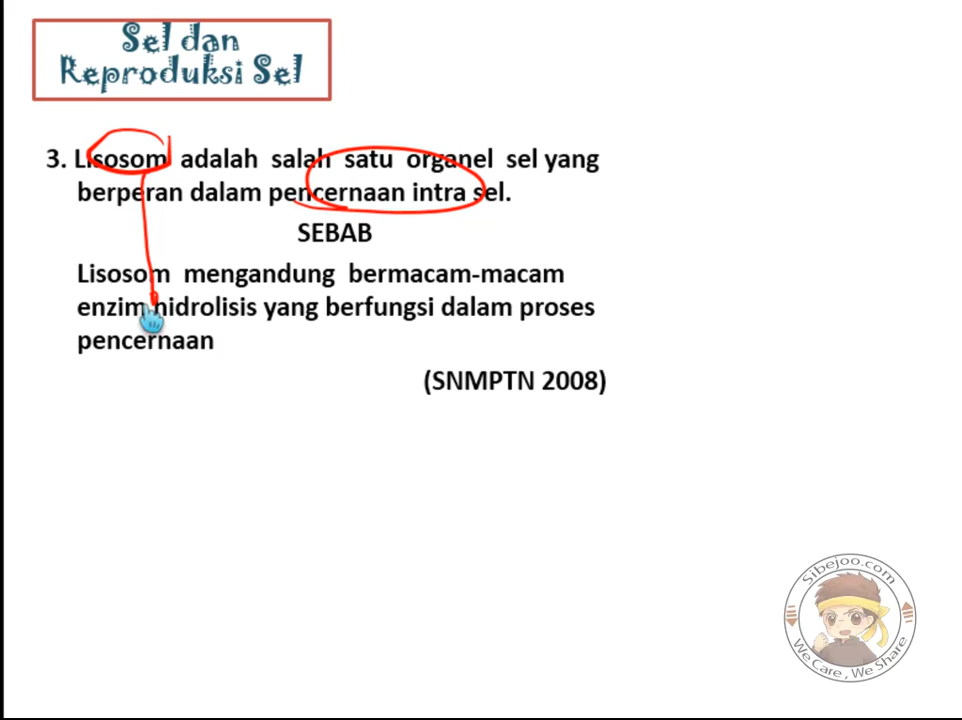 Sel dan
Reproduksi Sel
3. Lisosom adalah salah satu organel sel yang
berperan dalam pencernaan intra sel.
SEBAB
Lisosom mengandung bermacam-macam
enzim hidrolisis yang berfungsi dalam proses
pencernaan
(SNMPTN 2008)
Sibejoo.com
We Care, We Share